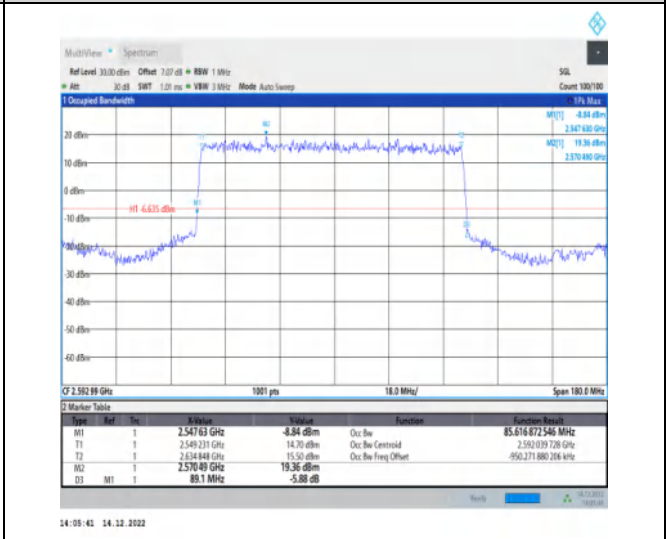 MultiView Spectrum
Ref Level 30.00 dBm Offset 7.07 dB RBW 1 MHz SGL
Att 30 dB SWT 1.01 ms VBW 3 MHz Mode Auto Sweep Count 100/100
1 Occupied Bandwidth 1Pk Max
M1[1] -8.84 dBm
2.547 630 GHz
M2[1] 19.36 dBm
2.570 490 GHz
M2
20 dBm
10 dBm
0 dBm
H1 -6.635 dBm
M1
-10 dBm
-20 dBm
-30 dBm
-40 dBm
-50 dBm
-60 dBm
CF 2.592 99 GHz 1001 pts 18.0 MHz/ Span 180.0 MHz
2 Marker Table
Type Ref Trc X-Value Y-Value Function Function Result
M1 1 2.547 63 GHz -8.84 dBm Occ Bw 85.616 872 546 MHz
T1 1 2.549 231 GHz 14.70 dBm Occ Bw Centroid 2.592 039 728 GHz
T2 1 2.634 848 GHz 15.50 dBm Occ Bw Freq Offset -950.271 880 206 kHz
M2 1 2.570 49 GHz 19.36 dBm
D3 M1 1 89.1 MHz -5.88 dB
Ready 14.12.2022
14:05:41 14.12.2022